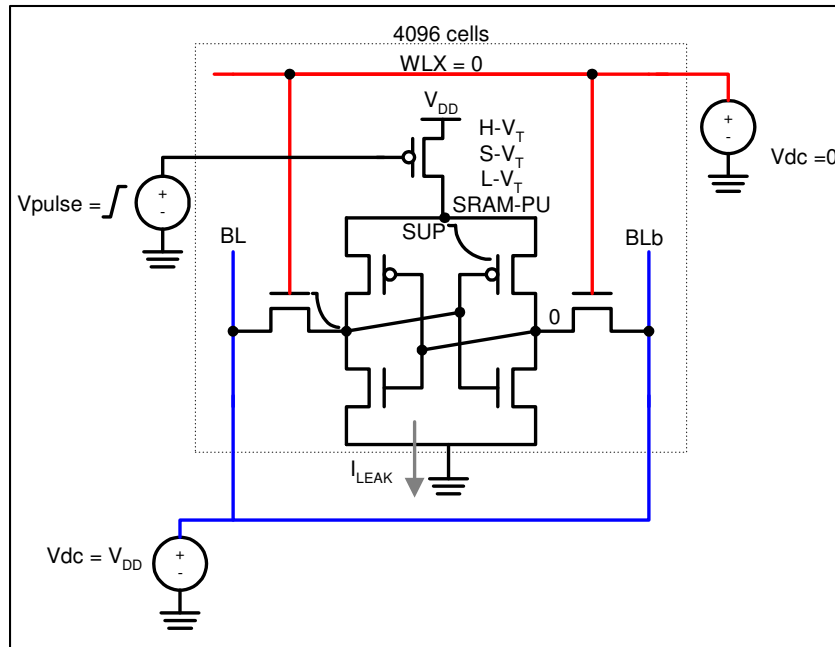 4096 cells
WLX = 0
V_DD
H-V_T
S-V_T
L-V_T
SRAM-PU
+
-
Vdc =0
+
-
Vpulse =
BL
SUP
BLb
0
I_LEAK
Vdc = V_DD
+
-